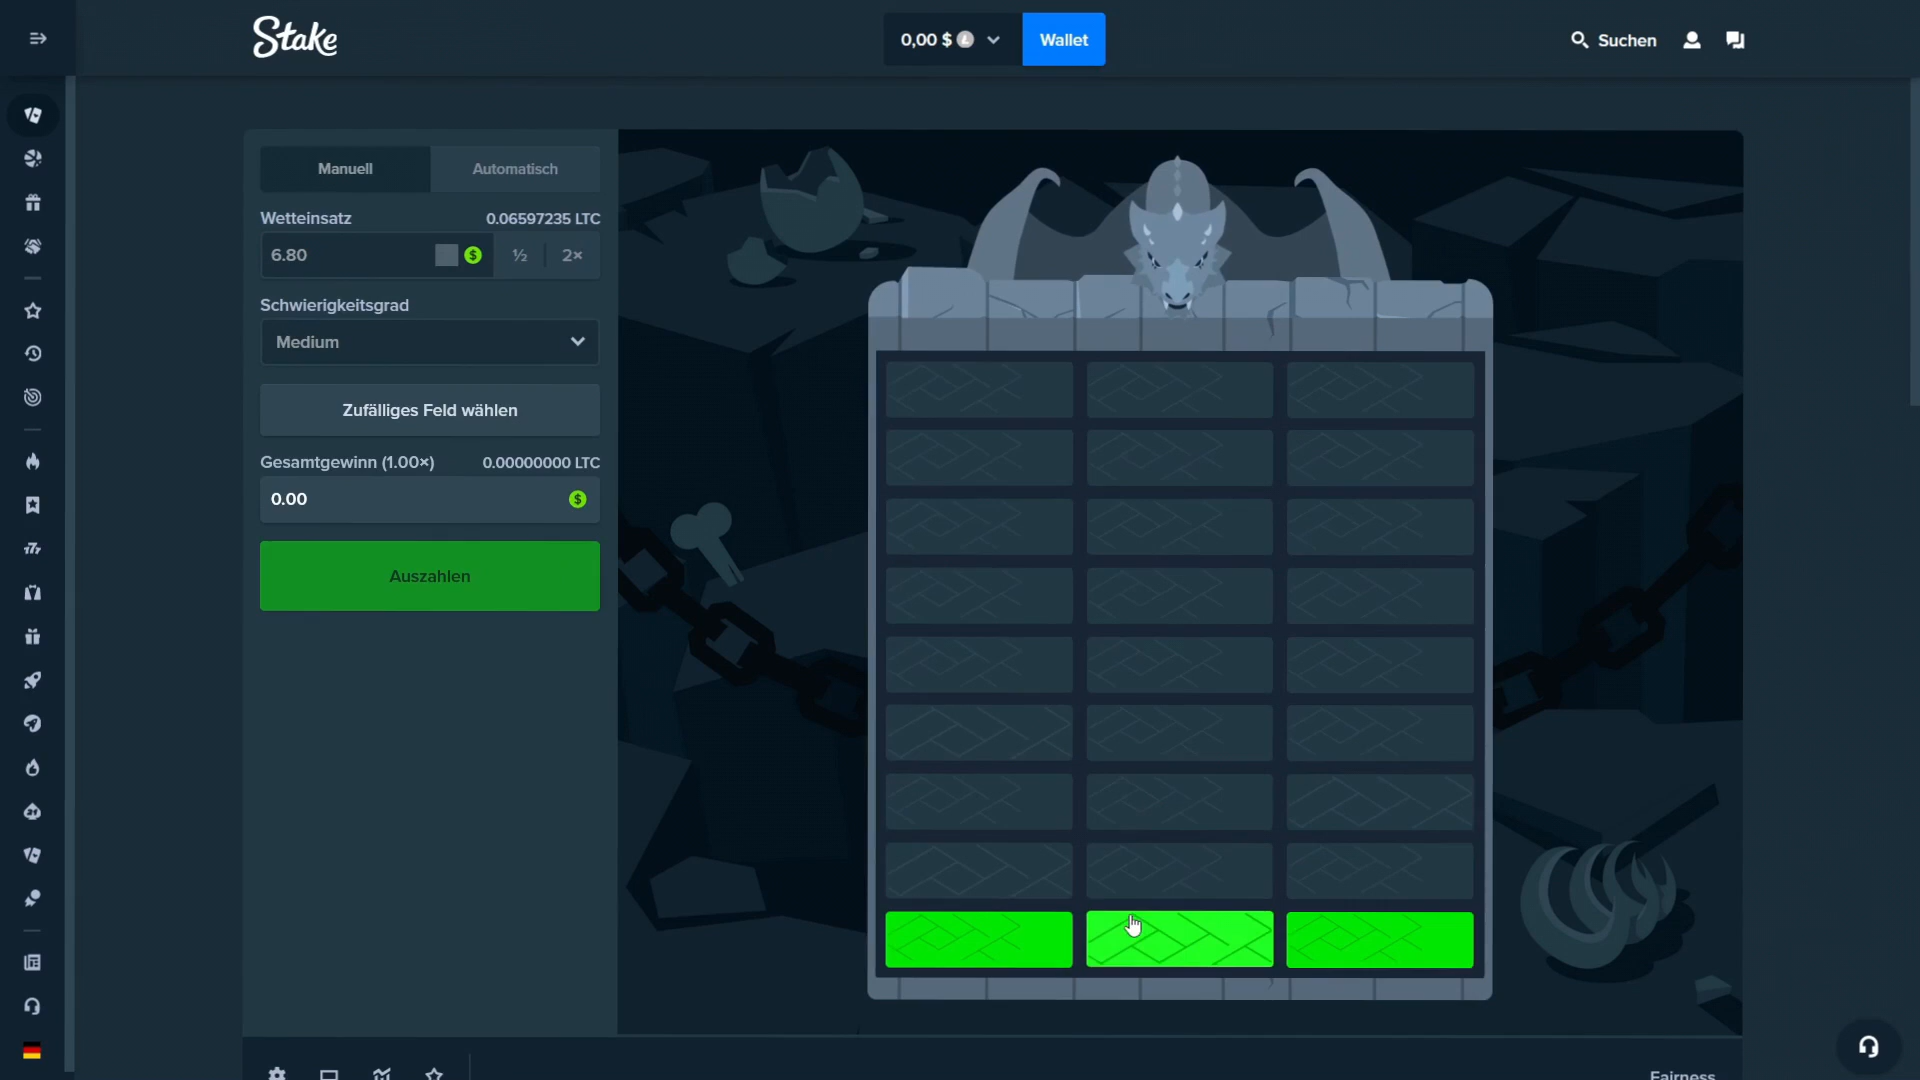 Stake
0,00 $
Wallet
Suchen
Manuell
Automatisch
Wetteinsatz
0.06597235 LTC
6.80
½
2×
Schwierigkeitsgrad
Medium
Zufälliges Feld wählen
Gesamtgewinn (1.00×)
0.00000000 LTC
0.00
$
Auszahlen
Fairness